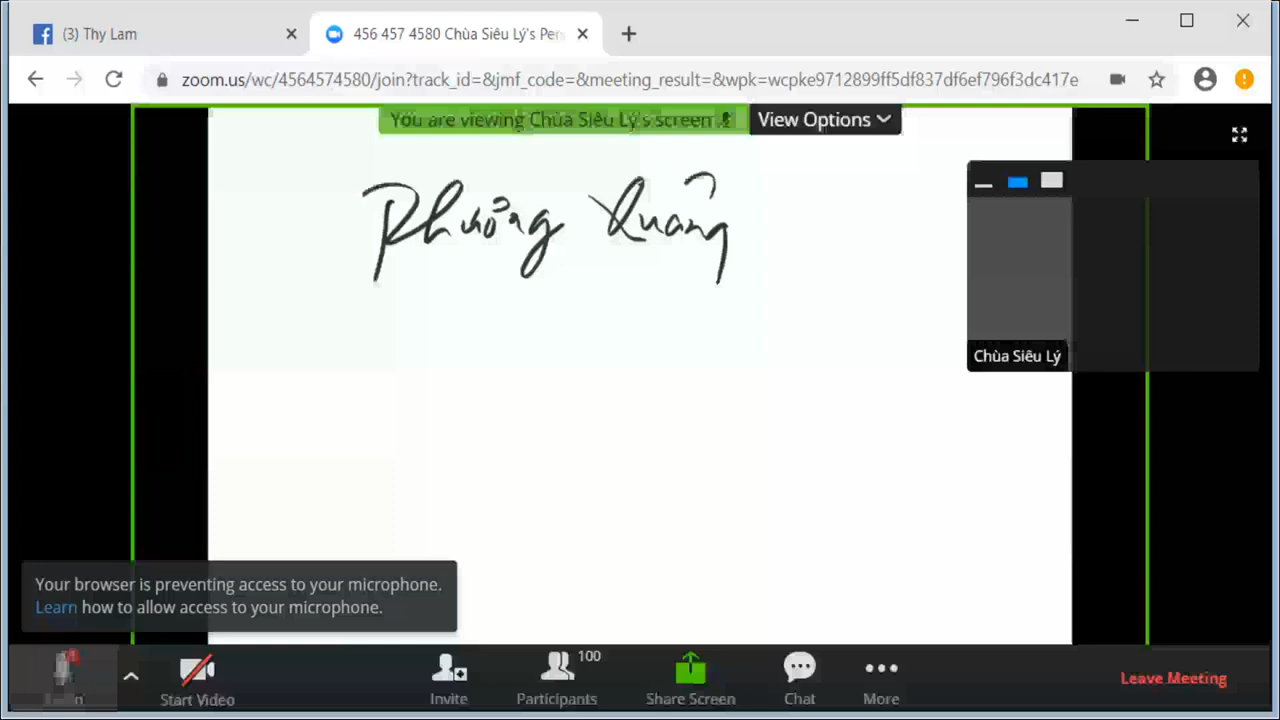 (3) Thy Lam
456 457 4580 Chùa Siêu Lý's Pers
zoom.us/wc/4564574580/join?track_id=&jmf_code=&meeting_result=&wpk=wcpke9712899ff5df837df6ef796f3dc417e
You are viewing Chùa Siêu Lý's screen
View Options
Chùa Siêu Lý
Your browser is preventing access to your microphone.
Learn how to allow access to your microphone.
Start Video
Invite
Participants
100
Share Screen
Chat
More
Leave Meeting